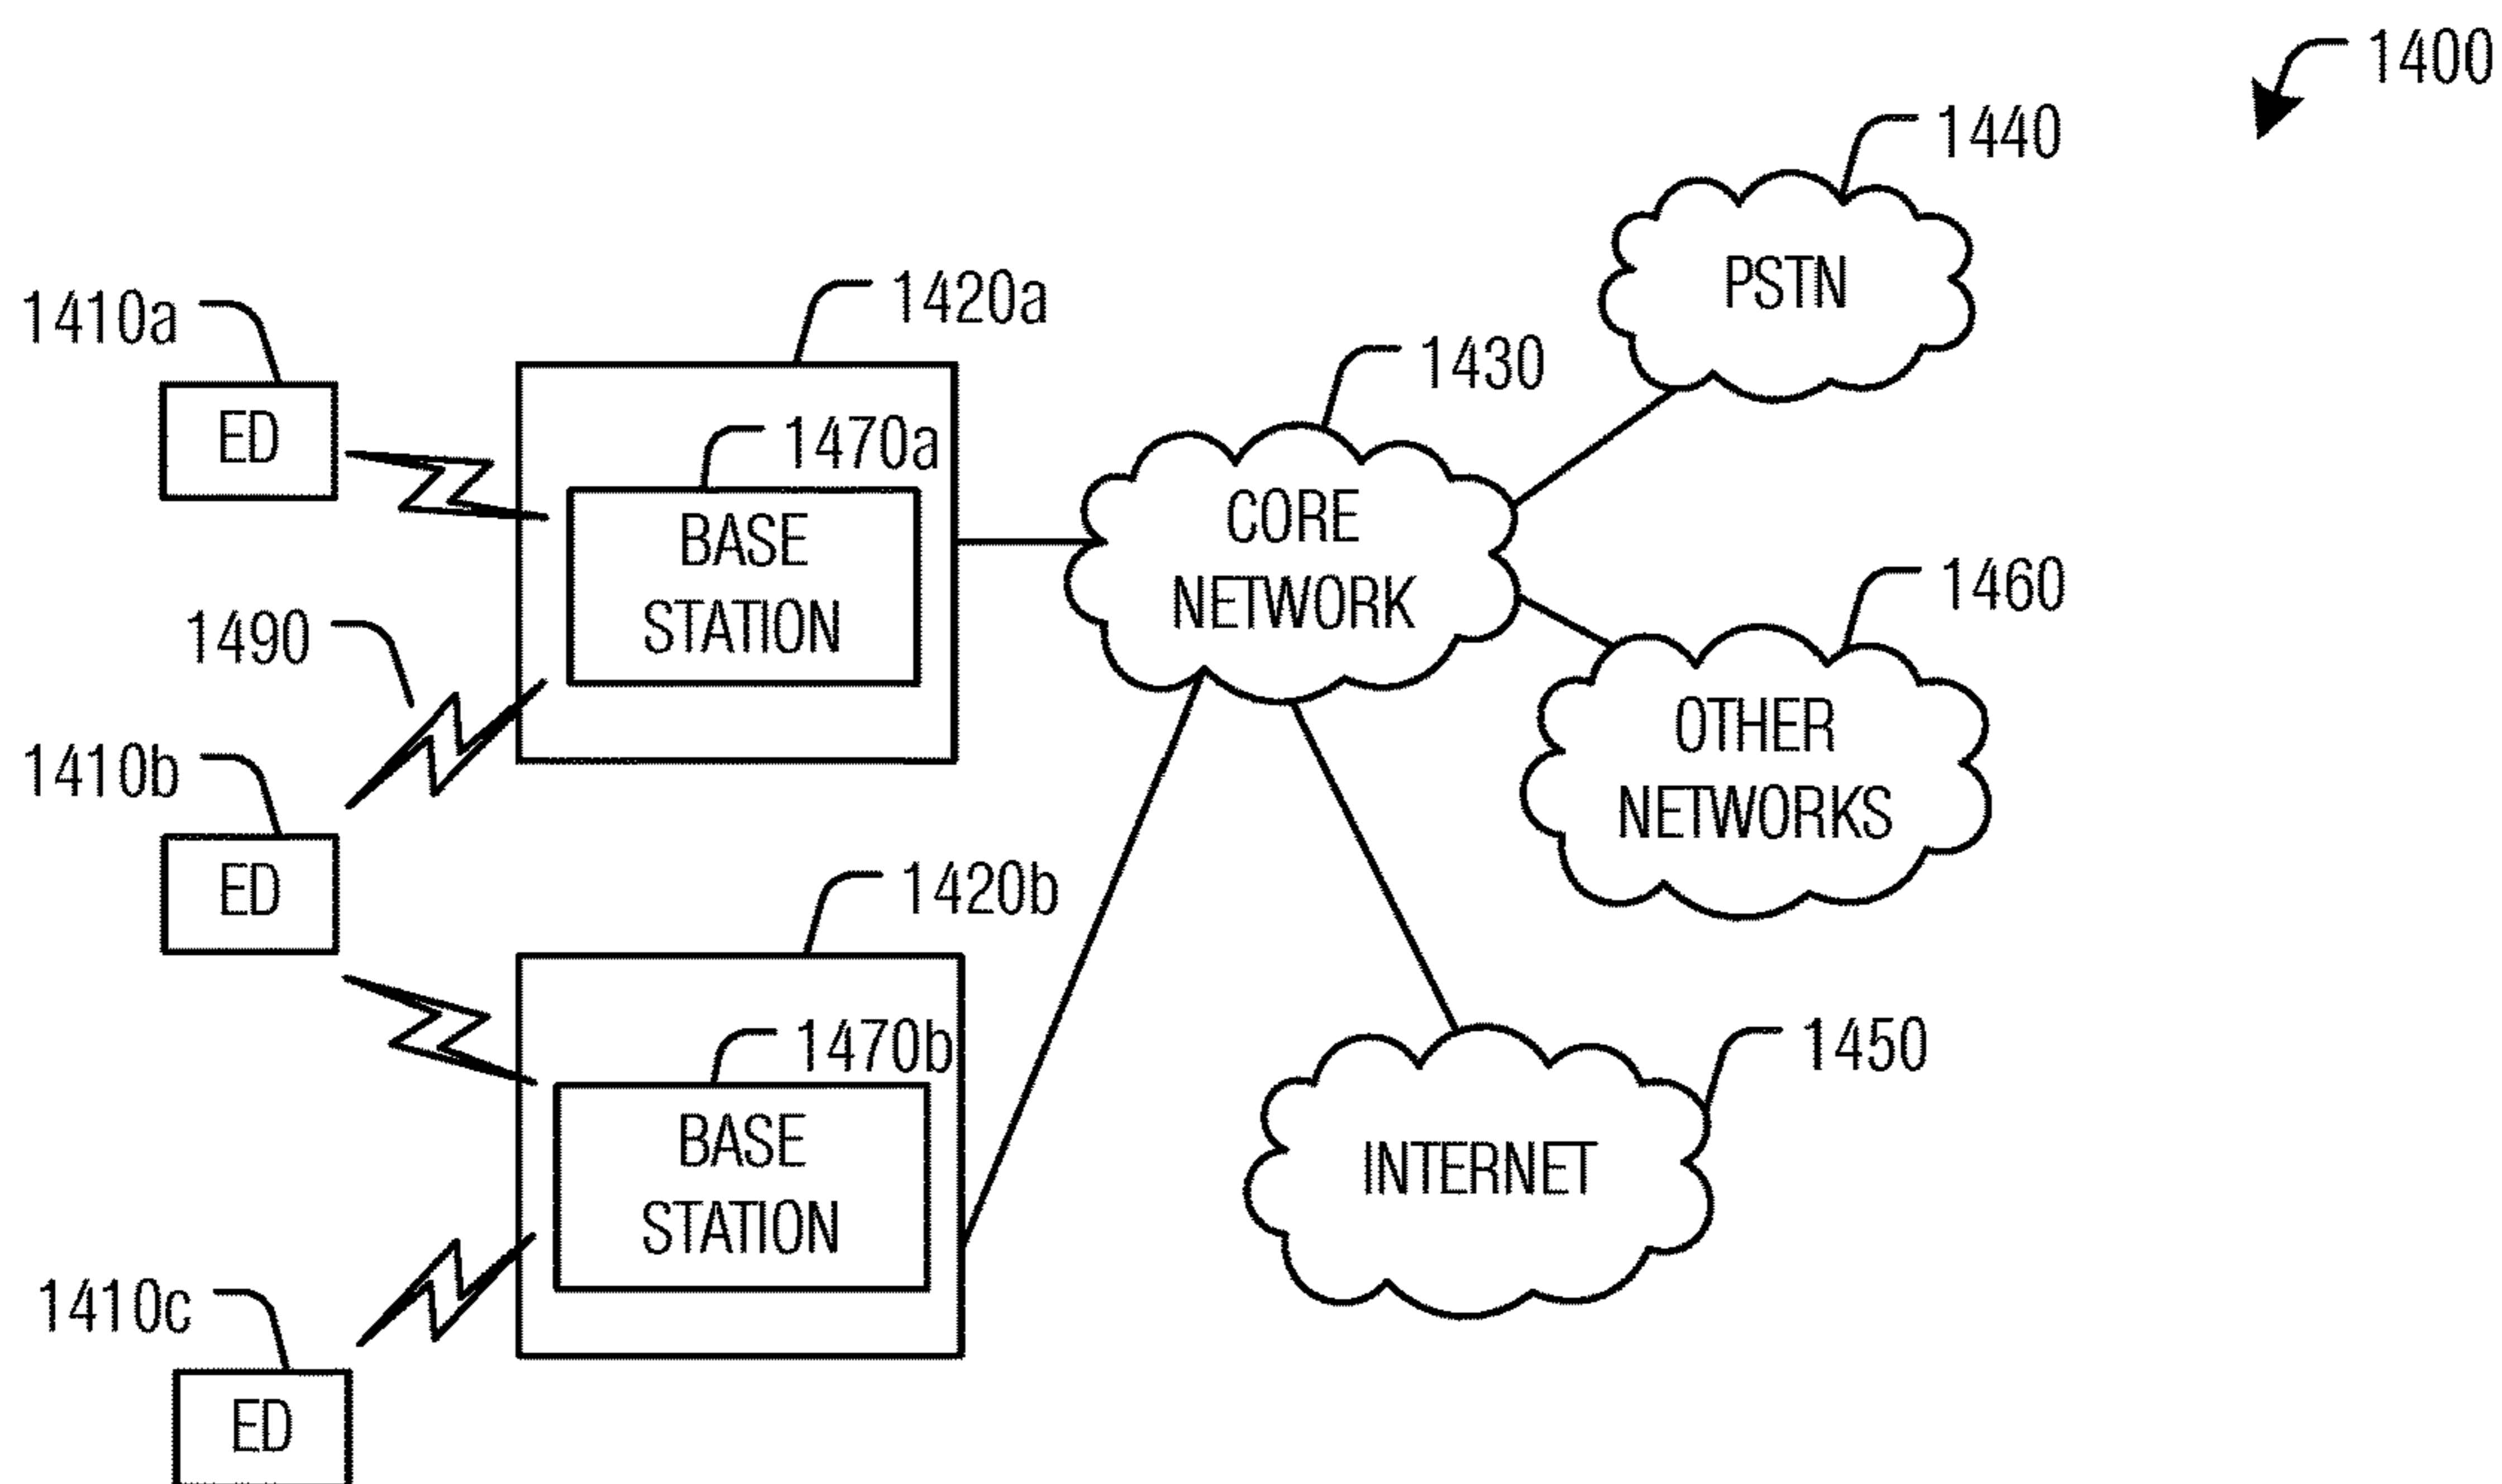 1400
1440
PSTN
1420a
1410a
1430
ED
1470a
CORE
NETWORK
BASE
STATION
1460
1490
OTHER
NETWORKS
1410b
ED
1420b
1470b
1450
BASE
STATION
INTERNET
1410c
ED